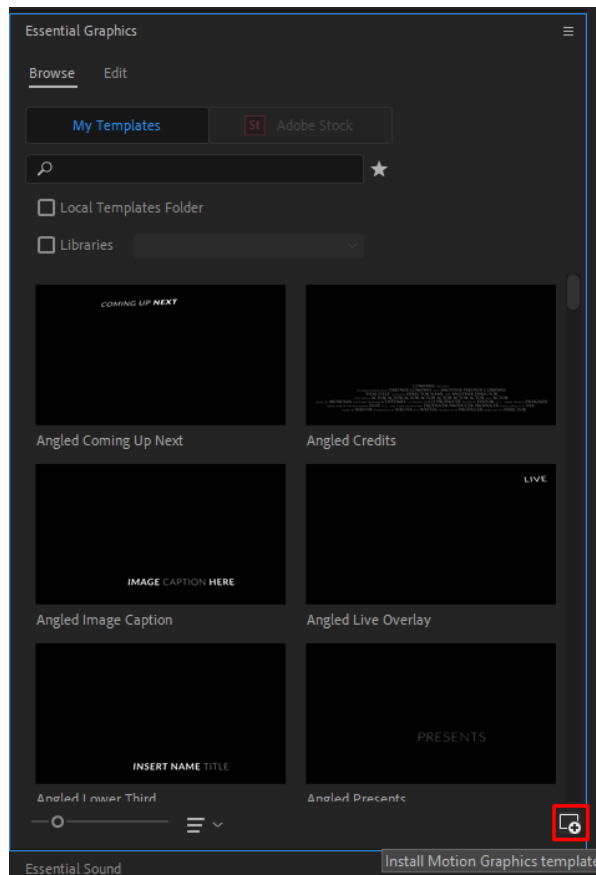 Essential Graphics
Browse Edit
My Templates St Adobe Stock
Local Templates Folder
Libraries
COMING UP NEXT
Angled Coming Up Next Angled Credits
LIVE
IMAGE CAPTION HERE
Angled Image Caption Angled Live Overlay
PRESENTS
INSERT NAME TITLE
Angled Lower Third Angled Presents
Install Motion Graphics template
Essential Sound